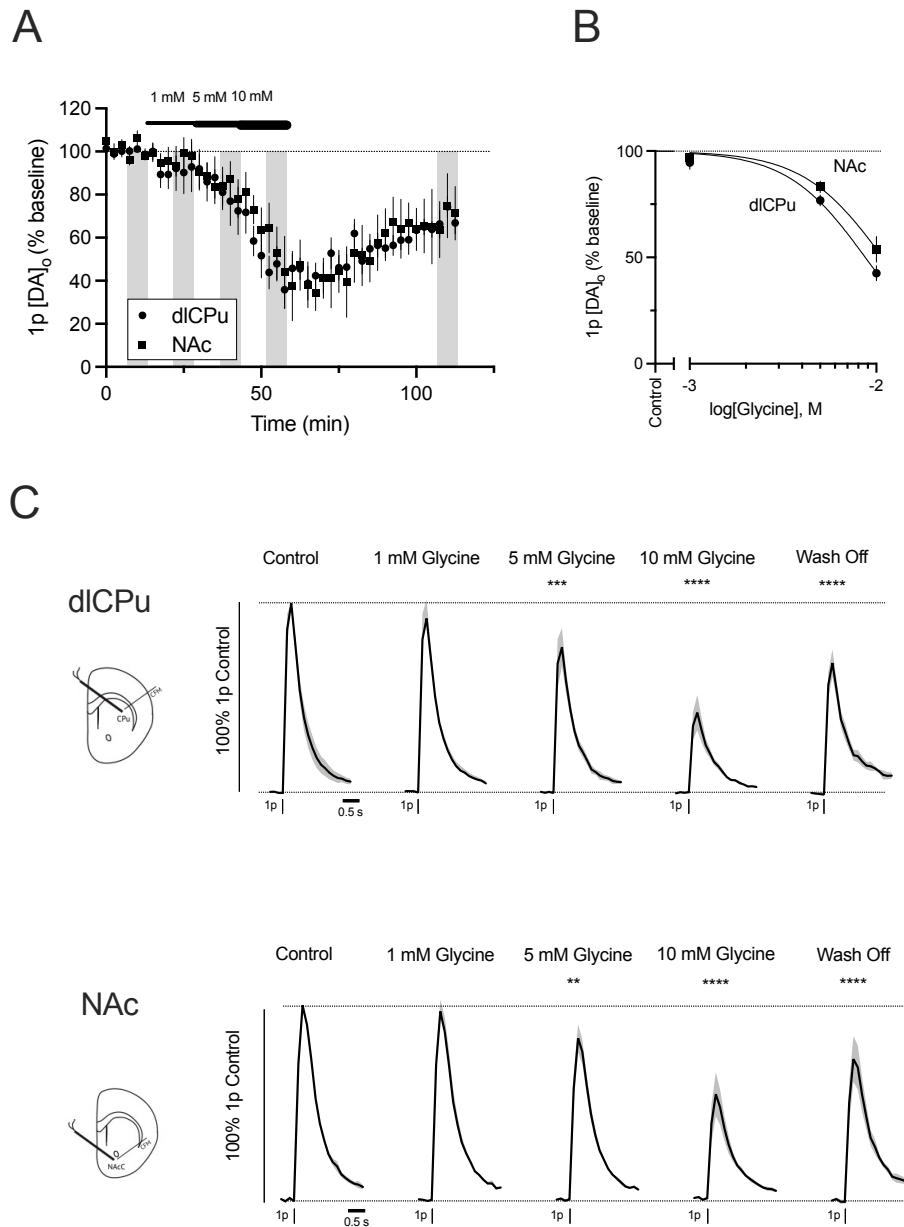 A
1 mM 5 mM 10 mM
120
100
80
60
40
20
0
1p [DA]o (% baseline)
dlCPu
NAc
0 50 100
Time (min)
B
100
50
0
1p [DA]o (% baseline)
NAc
dlCPu
Control
-3 -2
log[Glycine], M
C
dlCPu
CPu
CFM
Control 1 mM Glycine 5 mM Glycine 10 mM Glycine Wash Off
*** **** ****
100% 1p Control
1p 1p 1p 1p 1p
0.5 s
NAc
NAcC
CFM
Control 1 mM Glycine 5 mM Glycine 10 mM Glycine Wash Off
** **** ****
100% 1p Control
1p 1p 1p 1p 1p
0.5 s